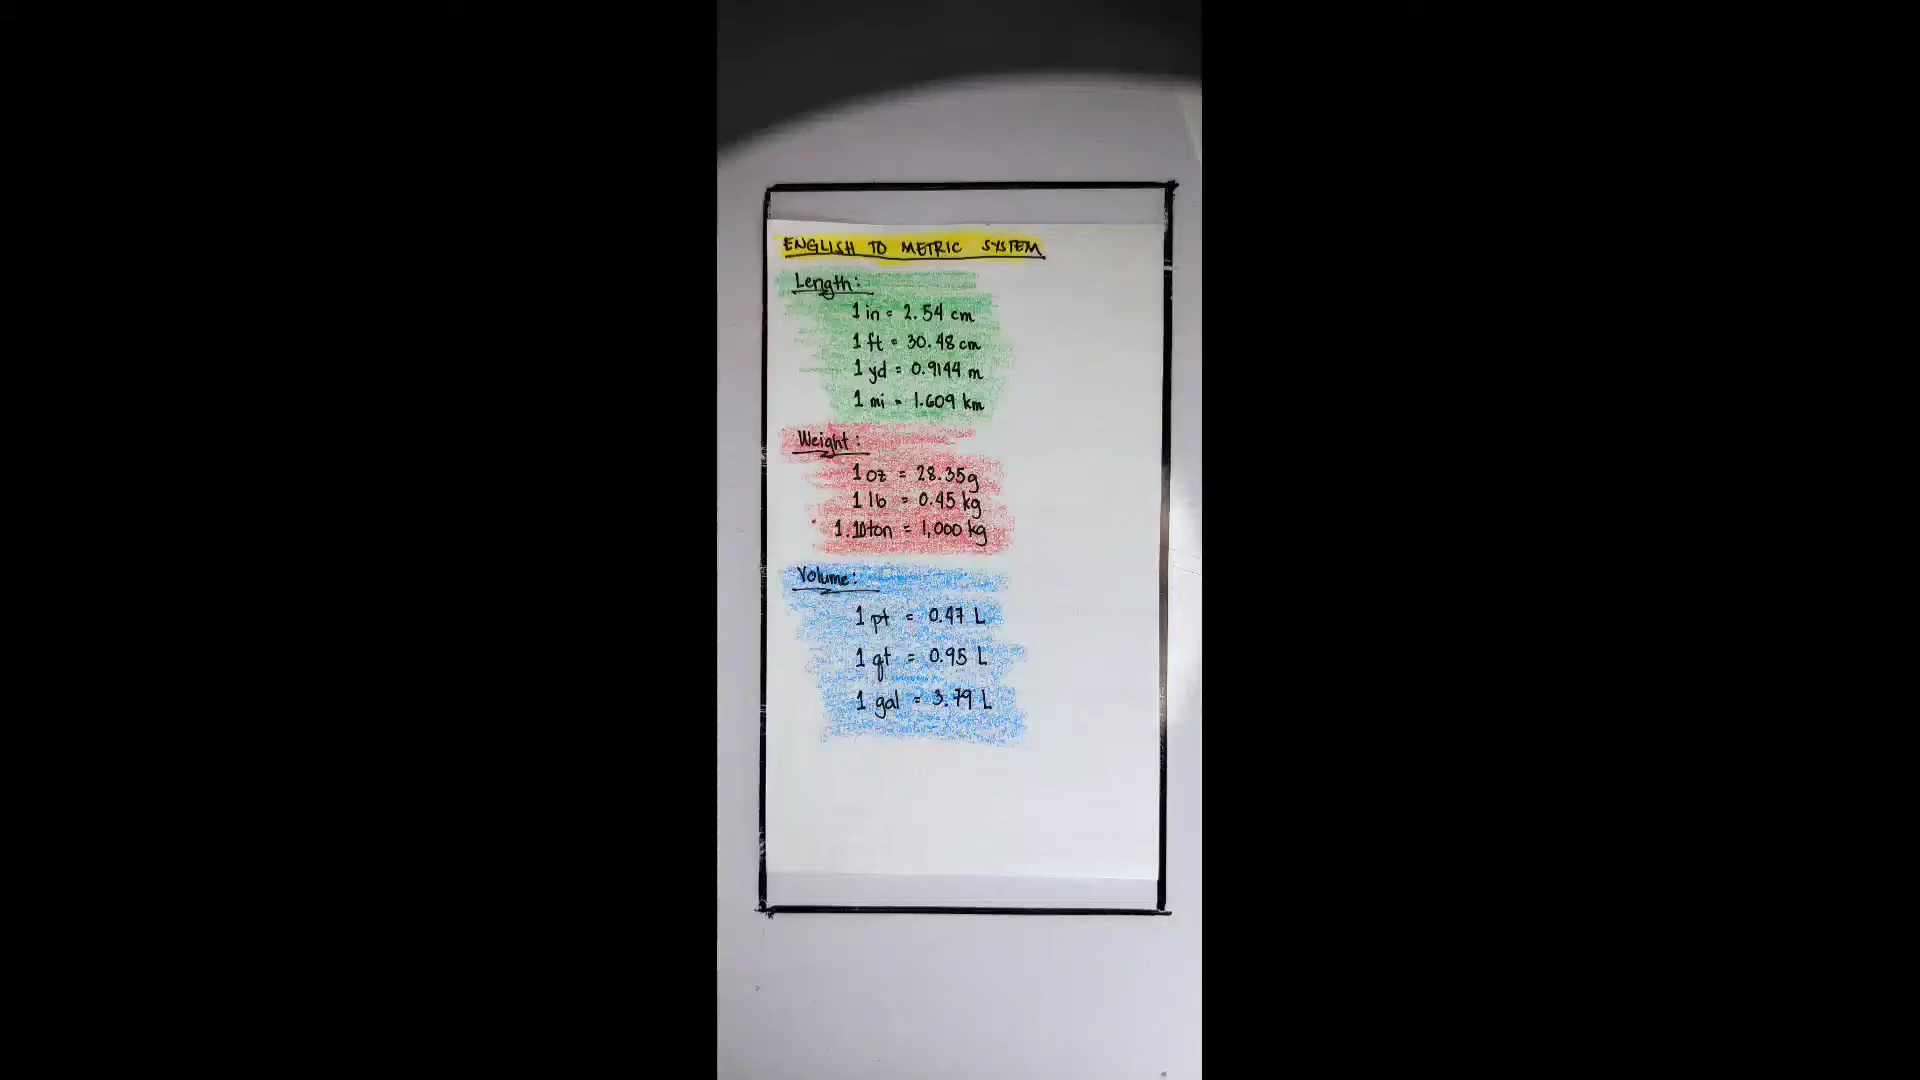 ENGLISH TO METRIC SYSTEM
Length:
1 in = 2.54 cm
1 ft = 30.48 cm
1 yd = 0.9144 m
1 mi = 1.609 km
Weight:
1 oz = 28.35g
1 lb = 0.45 kg
1.10 ton = 1,000 kg
Volume:
1 pt = 0.47 L
1 qt = 0.95 L
1 gal = 3.79 L